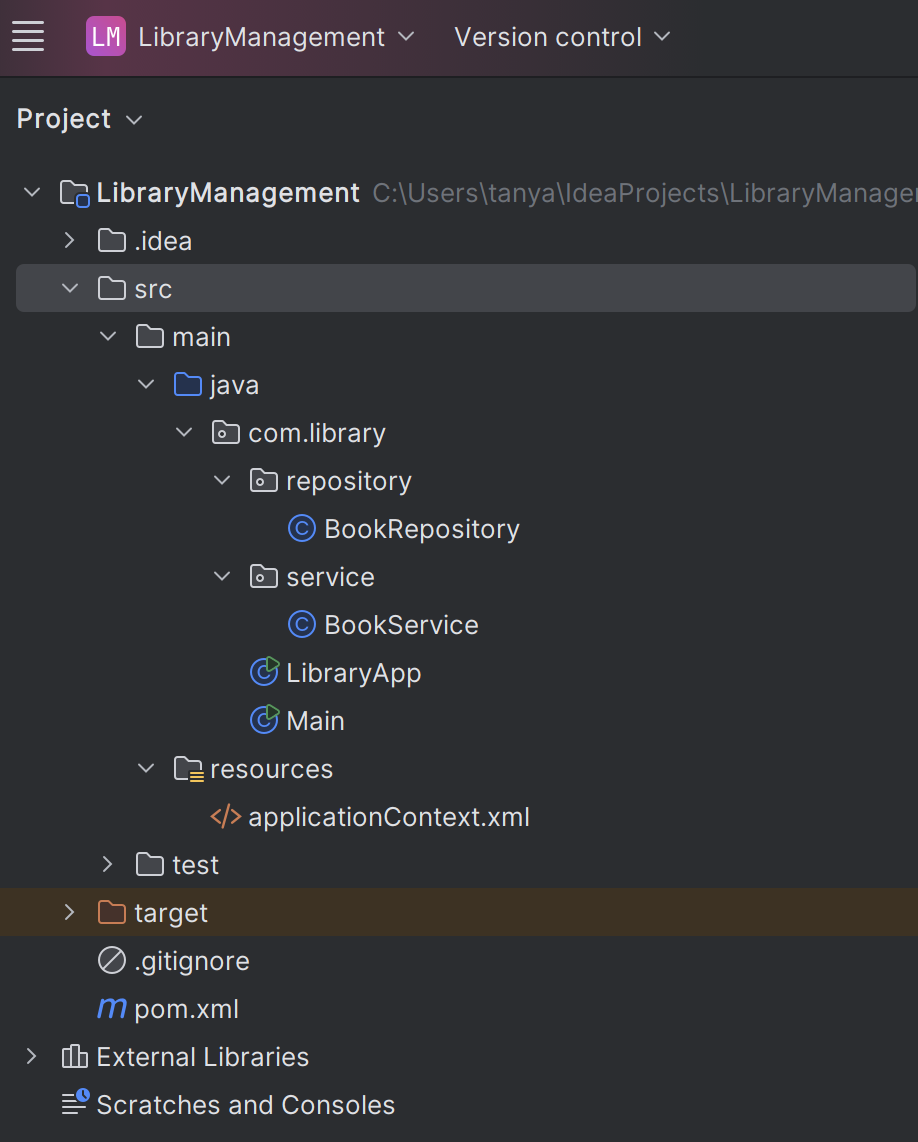 LM LibraryManagement Version control
Project
LibraryManagement C:\Users\tanya\IdeaProjects\LibraryManage
.idea
src
main
java
com.library
repository
BookRepository
service
BookService
LibraryApp
Main
resources
applicationContext.xml
test
target
.gitignore
m pom.xml
External Libraries
Scratches and Consoles